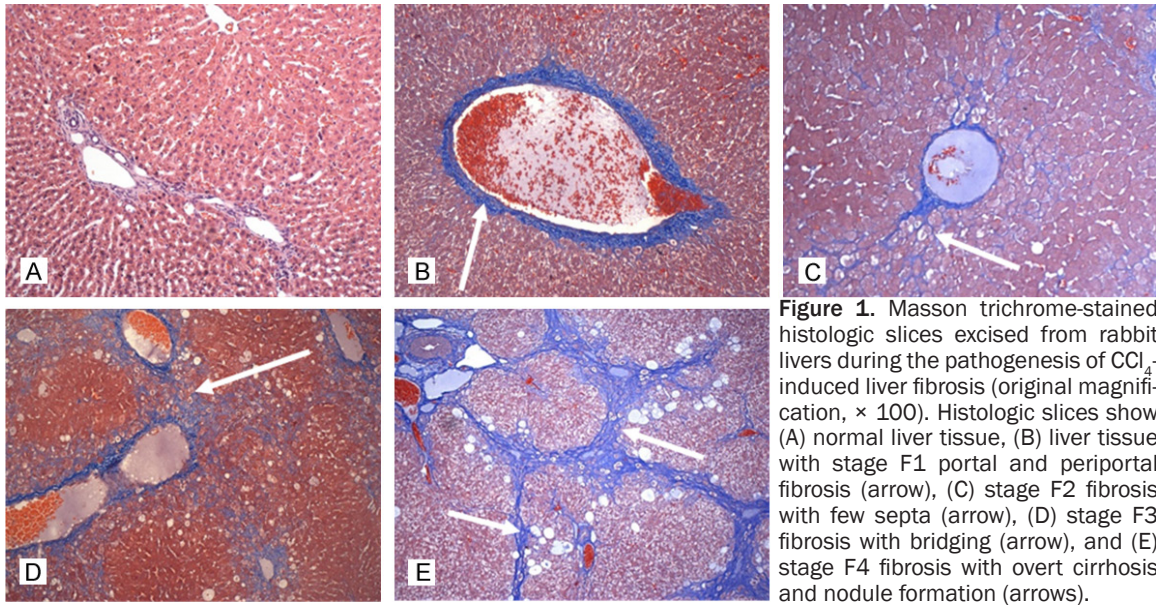 A
B
C
D
E
Figure 1. Masson trichrome-stained
histologic slices excised from rabbit
livers during the pathogenesis of CCl4-
induced liver fibrosis (original magnifi-
cation, × 100). Histologic slices show
(A) normal liver tissue, (B) liver tissue
with stage F1 portal and periportal
fibrosis (arrow), (C) stage F2 fibrosis
with few septa (arrow), (D) stage F3
fibrosis with bridging (arrow), and (E)
stage F4 fibrosis with overt cirrhosis
and nodule formation (arrows).